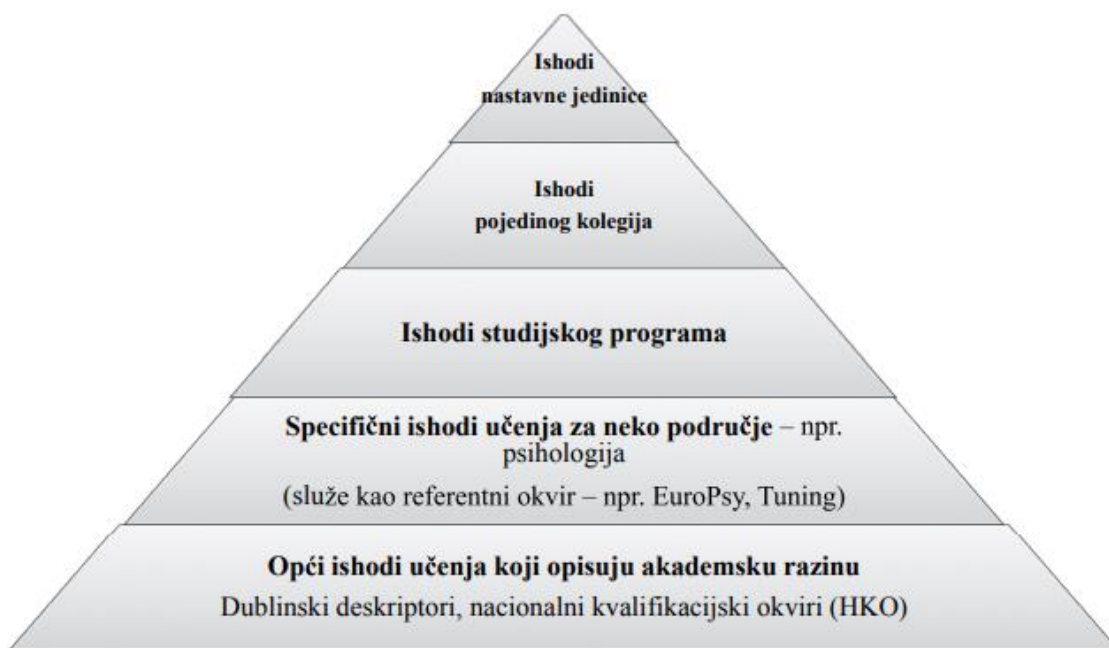 Ishodi
nastavne jedinice
Ishodi
pojedinog kolegija
Ishodi studijskog programa
Specifični ishodi učenja za neko područje – npr.
psihologija
(služe kao referentni okvir – npr. EuroPsy, Tuning)
Opći ishodi učenja koji opisuju akademsku razinu
Dublinski deskriptori, nacionalni kvalifikacijski okviri (HKO)